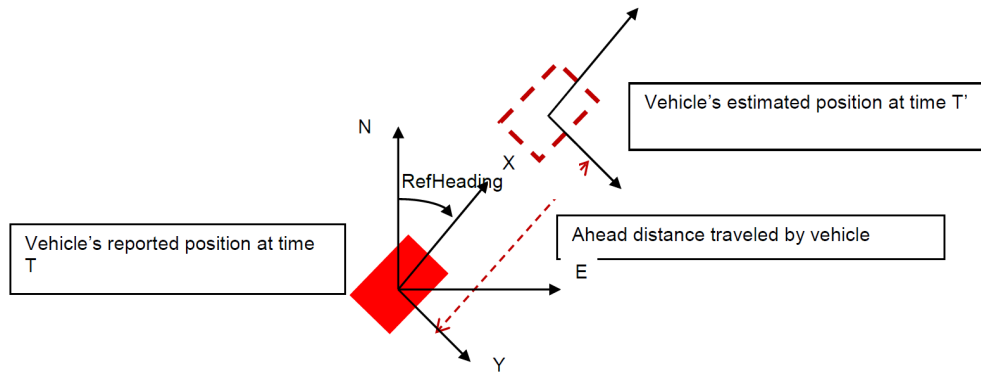 Vehicle’s estimated position at time T’
N
X
RefHeading
Vehicle’s reported position at time
T
Ahead distance traveled by vehicle
E
Y